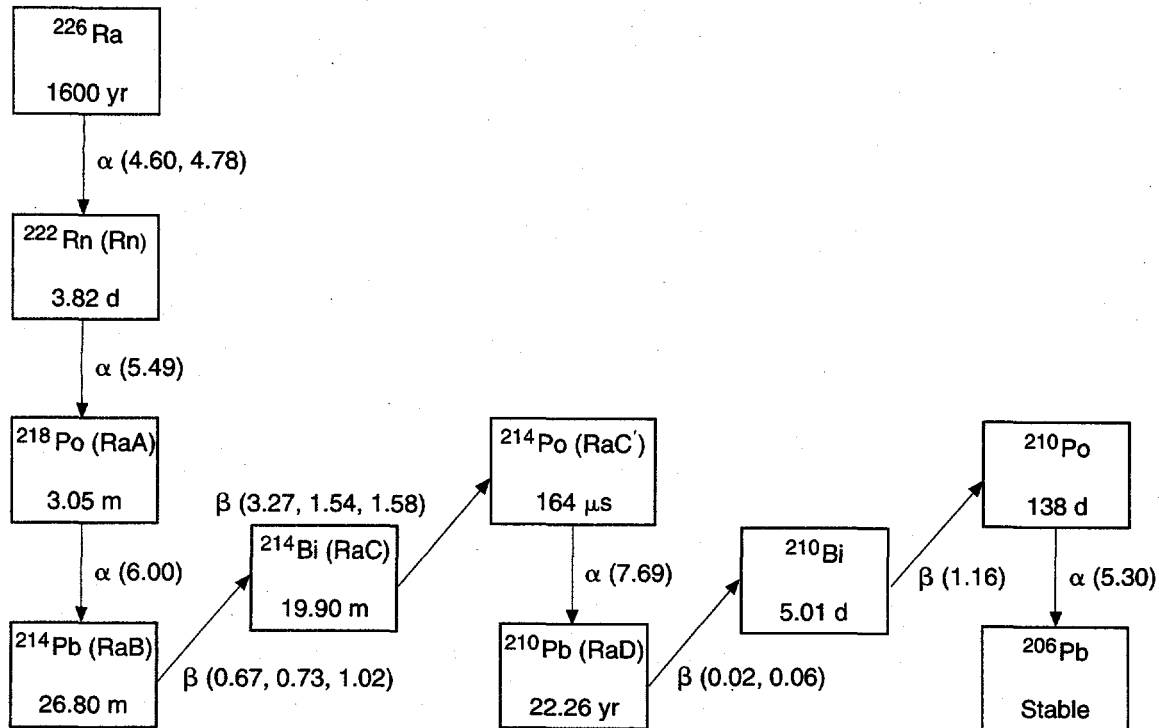 ²²⁶Ra
1600 yr
α (4.60, 4.78)
²²²Rn (Rn)
3.82 d
α (5.49)
²¹⁸Po (RaA)
3.05 m
α (6.00)
²¹⁴Pb (RaB)
26.80 m
β (0.67, 0.73, 1.02)
²¹⁴Bi (RaC)
19.90 m
β (3.27, 1.54, 1.58)
²¹⁴Po (RaC′)
164 μs
α (7.69)
²¹⁰Pb (RaD)
22.26 yr
β (0.02, 0.06)
²¹⁰Bi
5.01 d
β (1.16)
²¹⁰Po
138 d
α (5.30)
²⁰⁶Pb
Stable